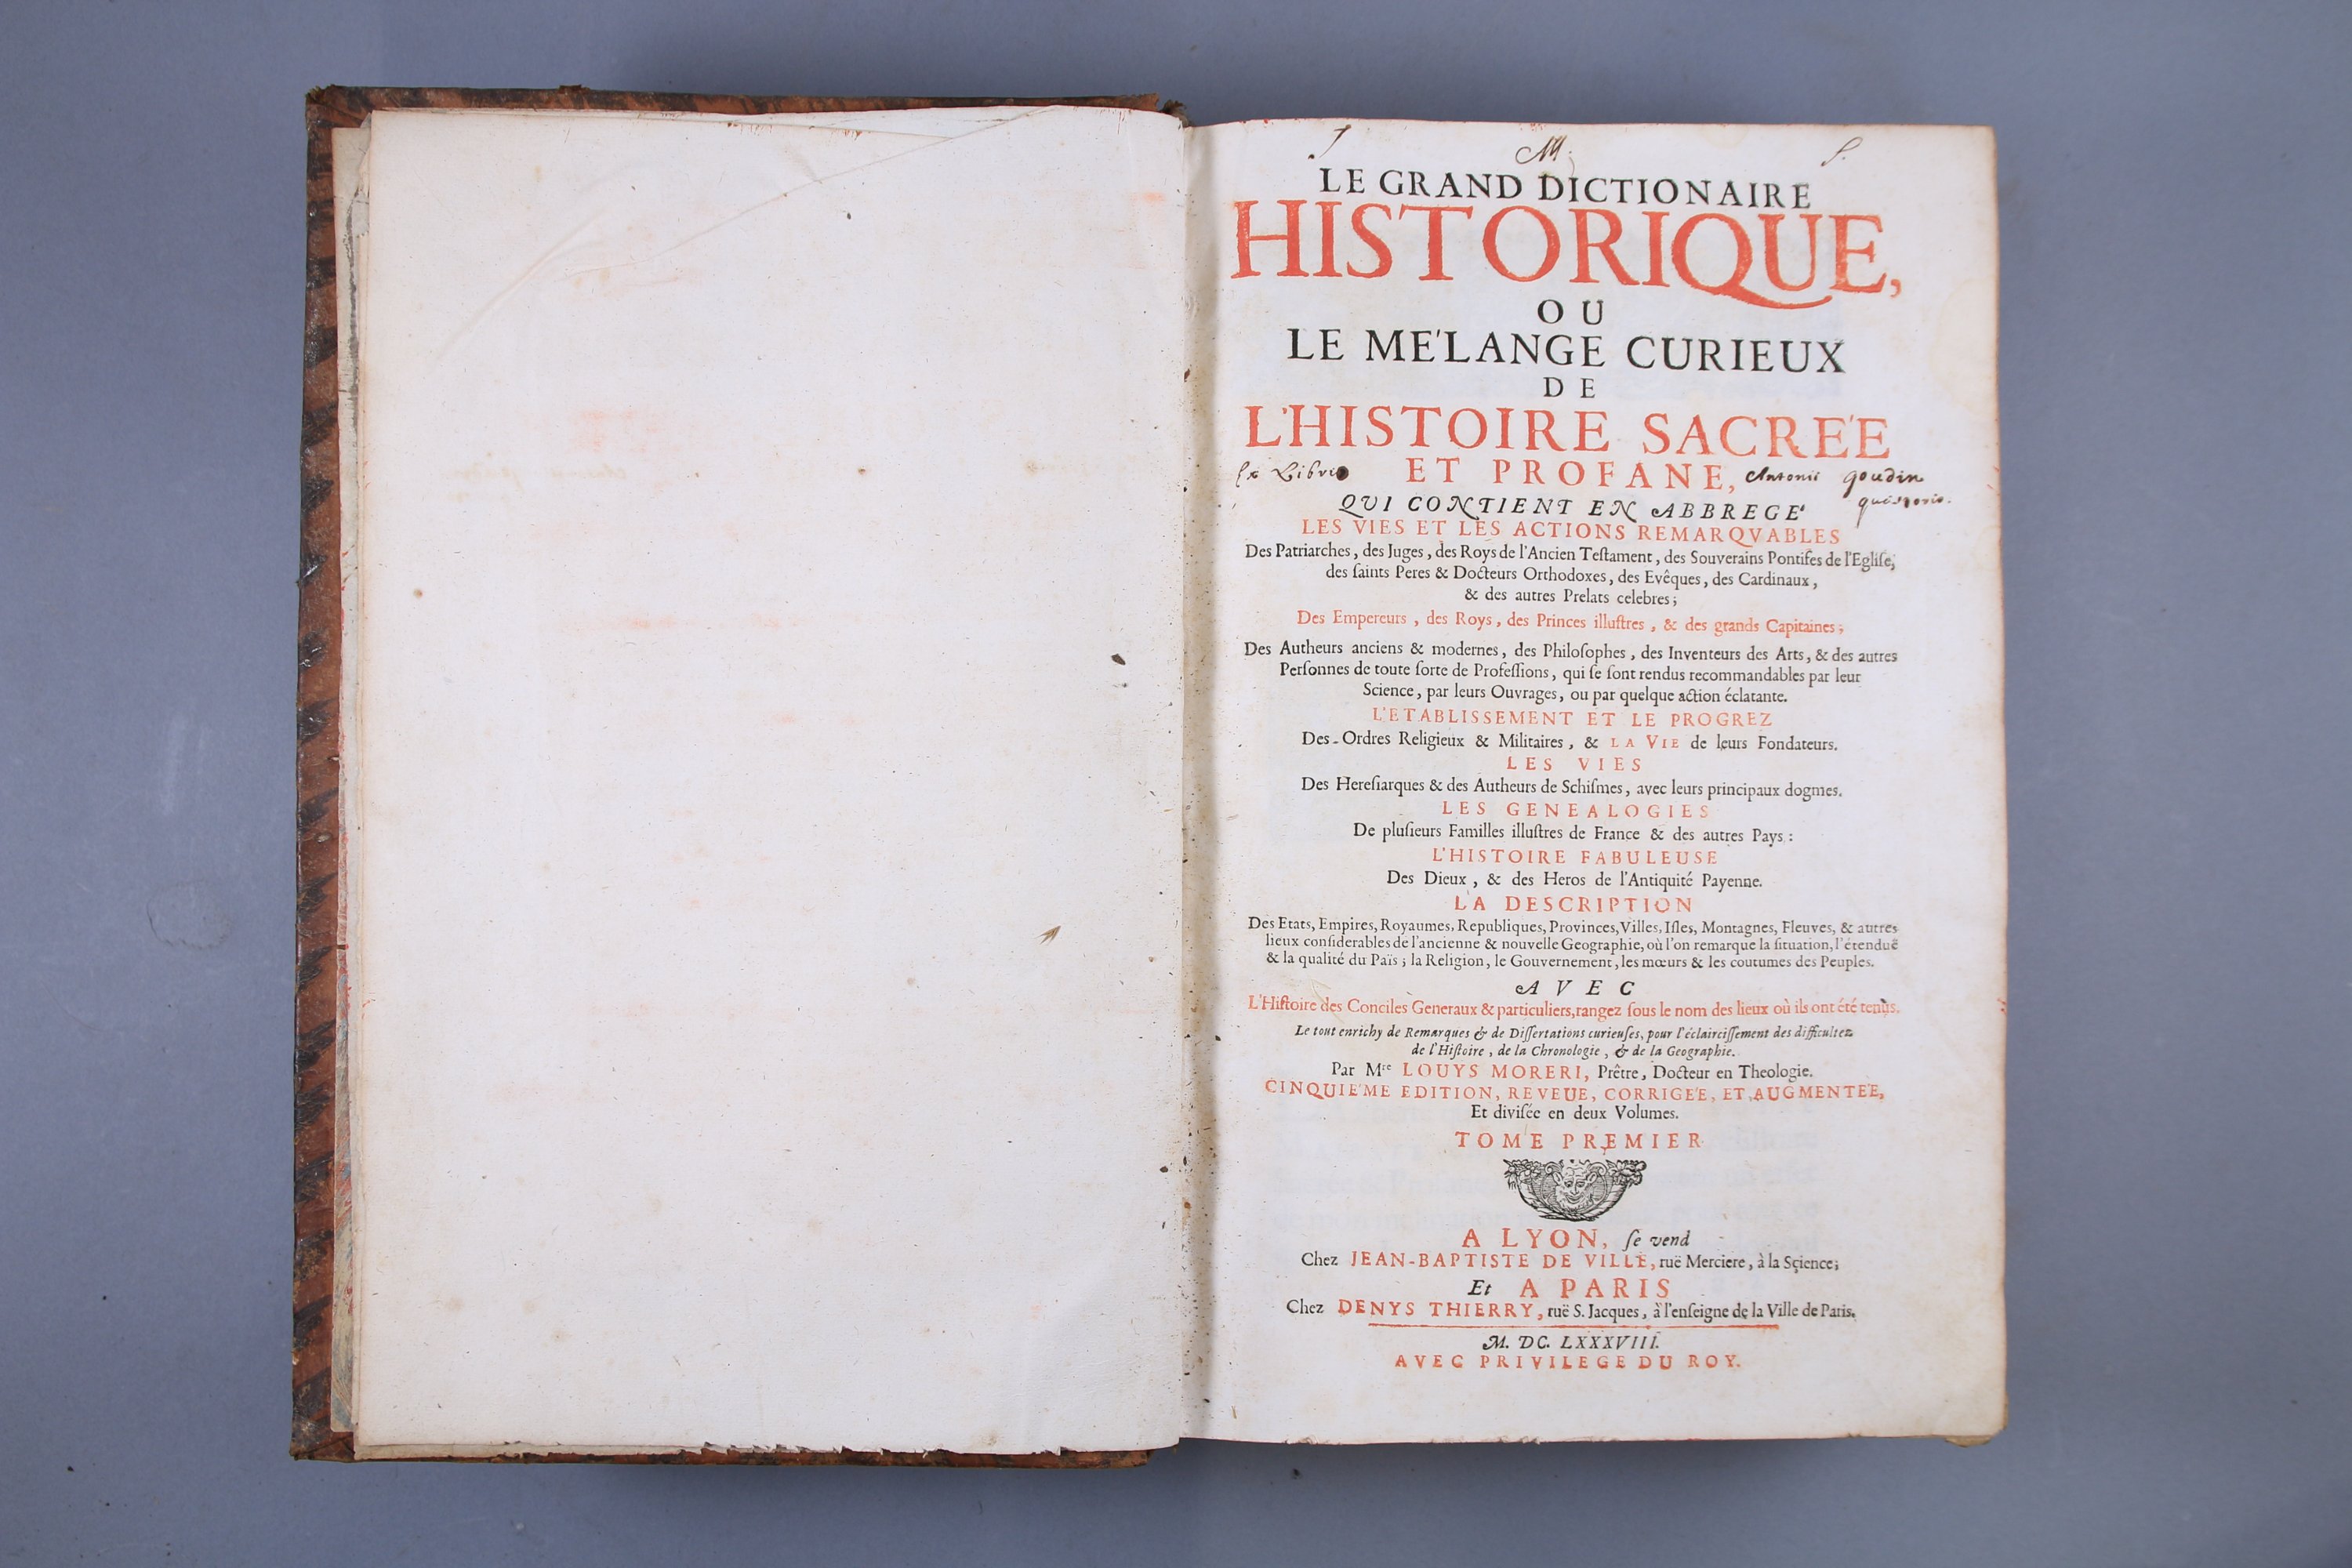 J M. S.
LE GRAND DICTIONAIRE
HISTORIQUE,
OU
LE ME'LANGE CURIEUX
DE
L'HISTOIRE SACRE'E
Ex Libris ET PROFANE, Antonii goudin
QUI CONTIENT EN ABBREGE'
LES VIES ET LES ACTIONS REMARQVABLES
Des Patriarches, des Juges, des Roys de l'Ancien Teſtament, des Souverains Pontifes de l'Egliſe,
des ſaints Peres & Docteurs Orthodoxes, des Evêques, des Cardinaux,
& des autres Prelats celebres;
Des Empereurs, des Roys, des Princes illuſtres, & des grands Capitaines;
Des Autheurs anciens & modernes, des Philoſophes, des Inventeurs des Arts, & des autres
Perſonnes de toute ſorte de Profeſſions, qui ſe ſont rendus recommandables par leur
Science, par leurs Ouvrages, ou par quelque action éclatante.
L'ETABLISSEMENT ET LE PROGREZ
Des Ordres Religieux & Militaires, & LA VIE de leurs Fondateurs.
LES VIES
Des Hereſiarques & des Autheurs de Schiſmes, avec leurs principaux dogmes.
LES GENEALOGIES
De pluſieurs Familles illuſtres de France & des autres Pays:
L'HISTOIRE FABULEUSE
Des Dieux, & des Heros de l'Antiquité Payenne.
LA DESCRIPTION
Des Etats, Empires, Royaumes, Republiques, Provinces, Villes, Iſles, Montagnes, Fleuves, & autres
lieux conſiderables de l'ancienne & nouvelle Geographie, où l'on remarque la ſituation, l'étenduë
& la qualité du Païs; la Religion, le Gouvernement, les mœurs & les coutumes des Peuples.
AVEC
L'Hiſtoire des Conciles Generaux & particuliers, rangez ſous le nom des lieux où ils ont été tenus.
Le tout enrichy de Remarques & de Diſſertations curieuſes, pour l'éclairciſſement des difficultez
de l'Hiſtoire, de la Chronologie, & de la Geographie.
Par Mre LOUYS MORERI, Prêtre, Docteur en Theologie.
CINQUIE'ME EDITION, REVEUE, CORRIGE'E, ET AUGMENTE'E,
Et diviſée en deux Volumes.
TOME PREMIER
A LYON, ſe vend
Chez JEAN-BAPTISTE DE VILLE, ruë Merciere, à la Science;
Et A PARIS
Chez DENYS THIERRY, ruë S. Jacques, à l'enſeigne de la Ville de Paris.
M. DC. LXXXVIII.
AVEC PRIVILEGE DU ROY.